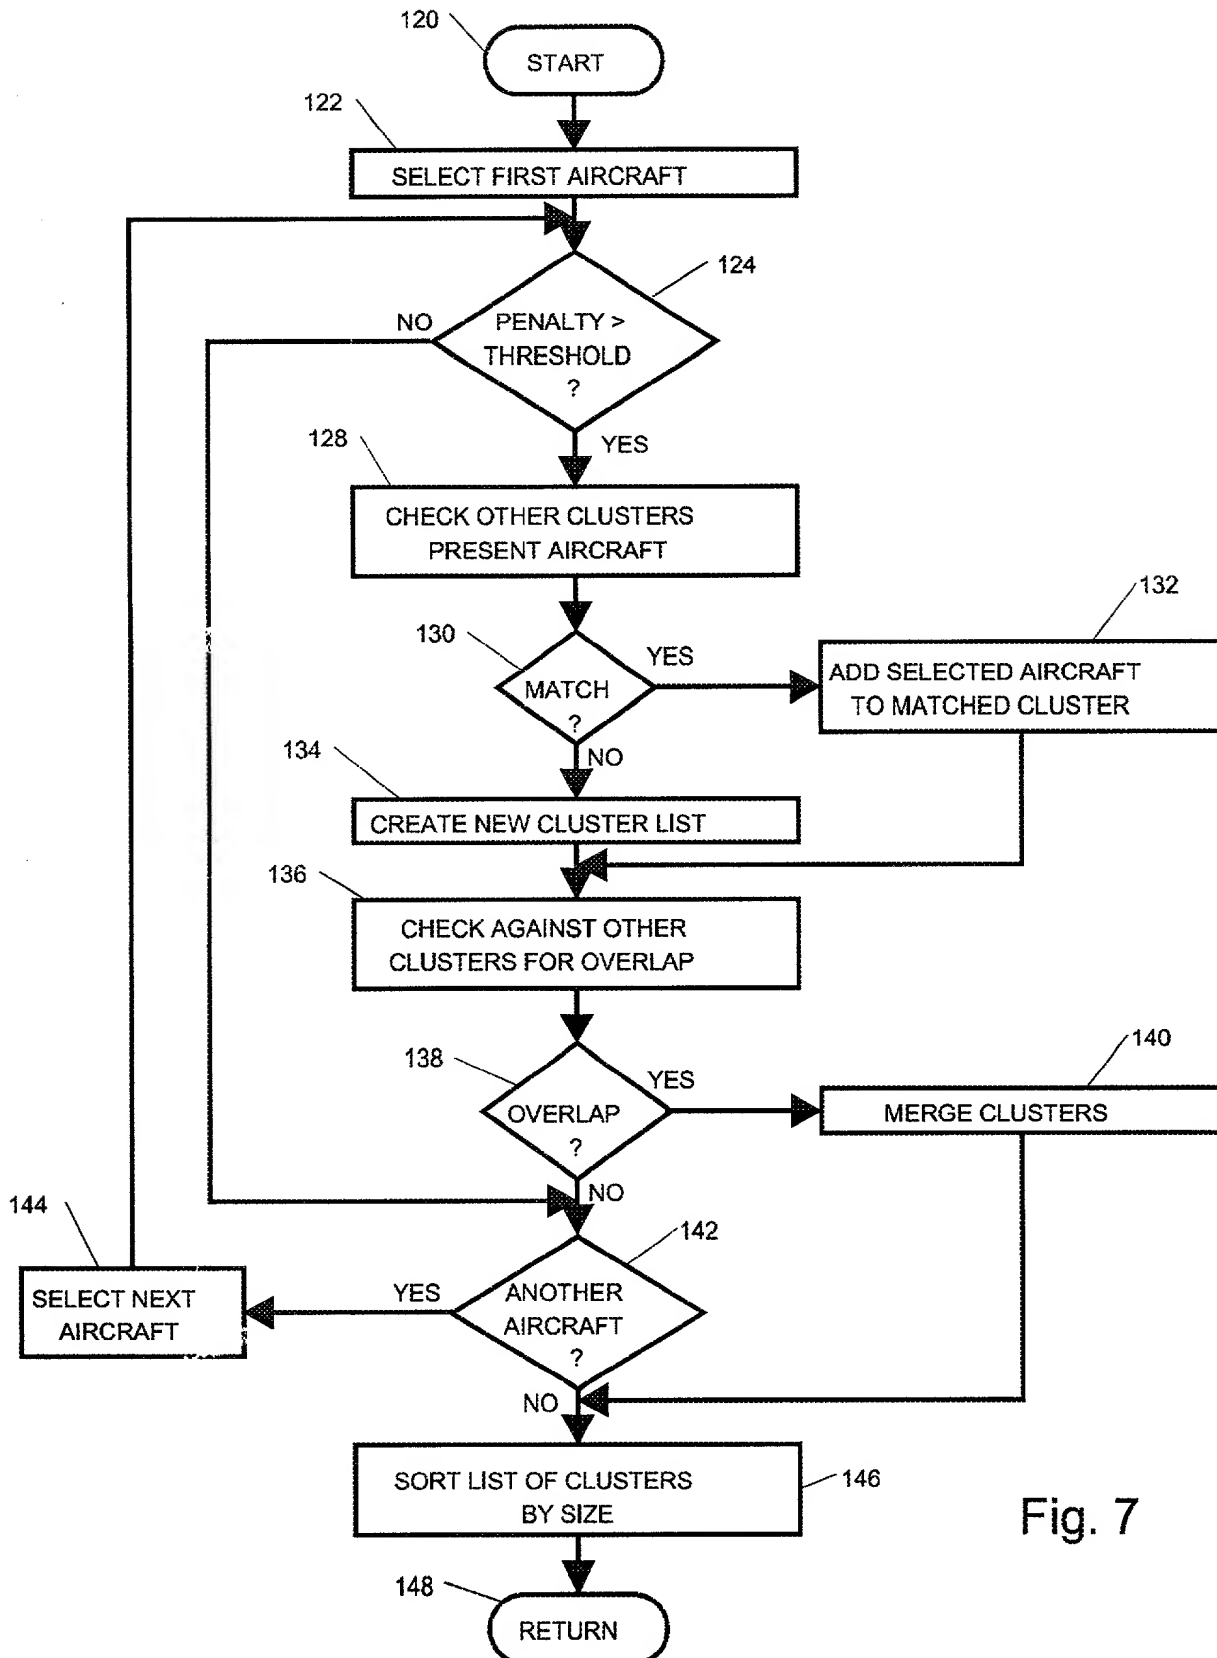 120
START
122
SELECT FIRST AIRCRAFT
124
NO
PENALTY >
THRESHOLD
?
YES
128
CHECK OTHER CLUSTERS
PRESENT AIRCRAFT
130
MATCH
?
YES
132
ADD SELECTED AIRCRAFT
TO MATCHED CLUSTER
NO
134
CREATE NEW CLUSTER LIST
136
CHECK AGAINST OTHER
CLUSTERS FOR OVERLAP
138
OVERLAP
?
YES
140
MERGE CLUSTERS
NO
142
144
SELECT NEXT
AIRCRAFT
YES
ANOTHER
AIRCRAFT
?
NO
SORT LIST OF CLUSTERS
BY SIZE
146
Fig. 7
148
RETURN